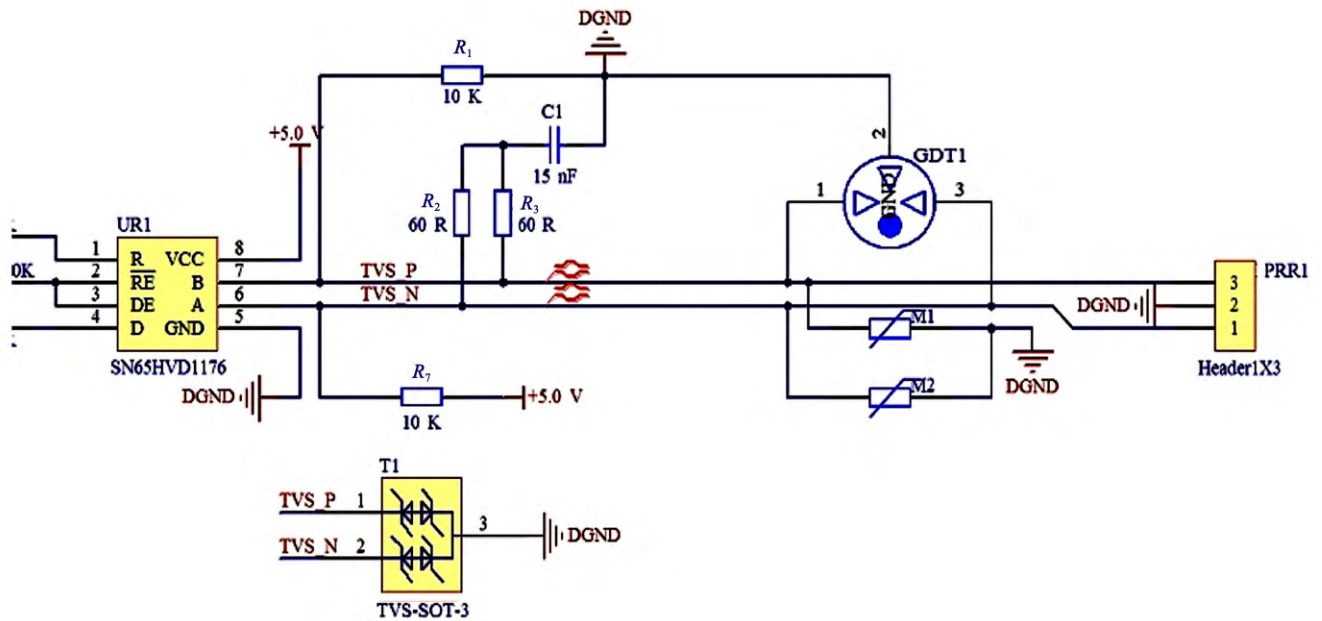 DGND
R1
10 K
C1
15 nF
+5.0 V
2
GDT1
GND
1
3
R2
60 R
R3
60 R
UR1
1 R VCC 8
2 RE B 7
3 DE A 6
4 D GND 5
0K
SN65HVD1176
DGND
TVS_P
TVS_N
R7
10 K
+5.0 V
M1
M2
DGND
DGND
PRR1
3
2
1
Header1X3
T1
TVS_P 1
TVS_N 2
3
DGND
TVS-SOT-3